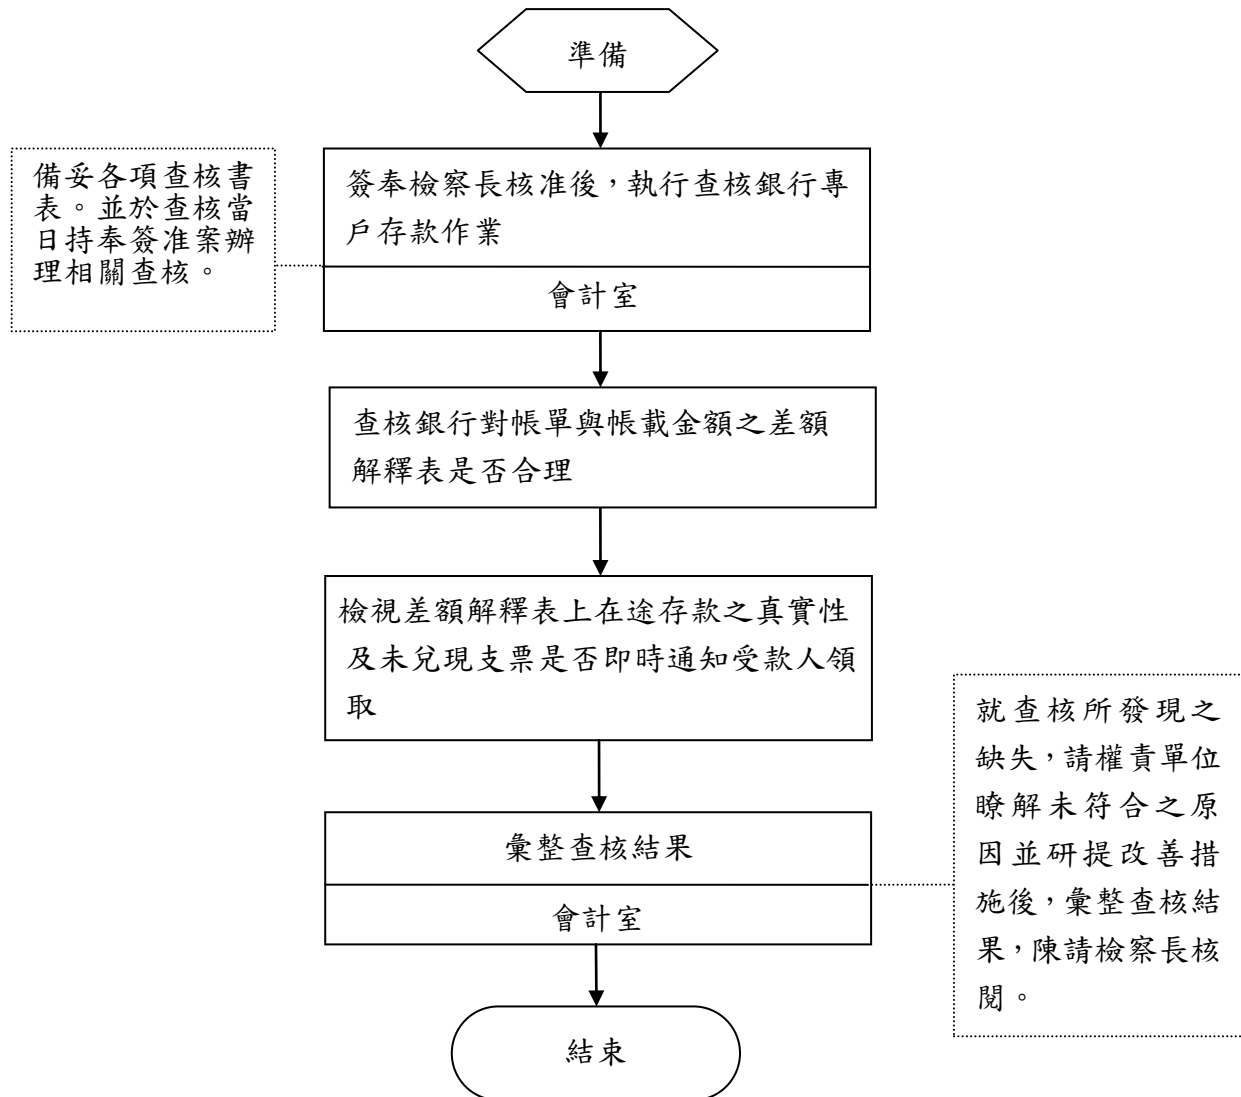 準備
備妥各項查核書
表。並於查核當
日持奉簽准案辦
理相關查核。
簽奉檢察長核准後，執行查核銀行專
戶存款作業
會計室
查核銀行對帳單與帳載金額之差額
解釋表是否合理
檢視差額解釋表上在途存款之真實性
及未兌現支票是否即時通知受款人領
取
就查核所發現之
缺失，請權責單位
瞭解未符合之原
因並研提改善措
施後，彙整查核結
果，陳請檢察長核
閱。
彙整查核結果
會計室
結束